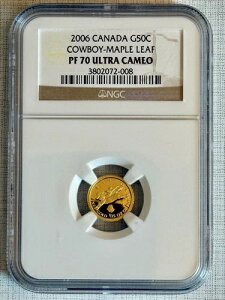 2006 CANADA G50C
COWBOY-MAPLE LEAF
PF 70 ULTRA CAMEO
3802072-008
NGC